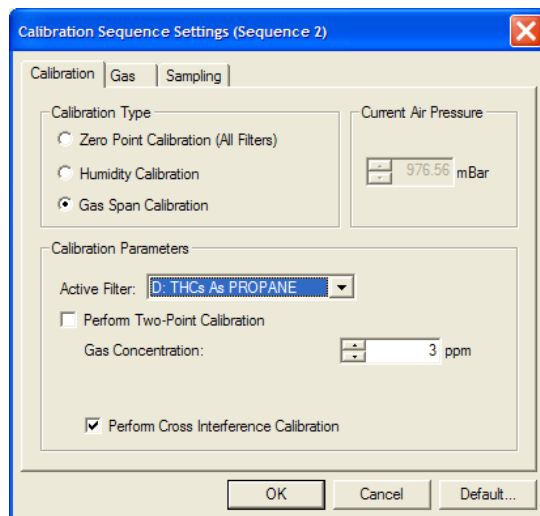 Calibration Sequence Settings (Sequence 2)
Calibration Gas Sampling
Calibration Type
Zero Point Calibration (All Filters)
Humidity Calibration
Gas Span Calibration
Current Air Pressure
976.56 mBar
Calibration Parameters
Active Filter: D: THCs As PROPANE
Perform Two-Point Calibration
Gas Concentration: 3 ppm
Perform Cross Interference Calibration
OK Cancel Default...